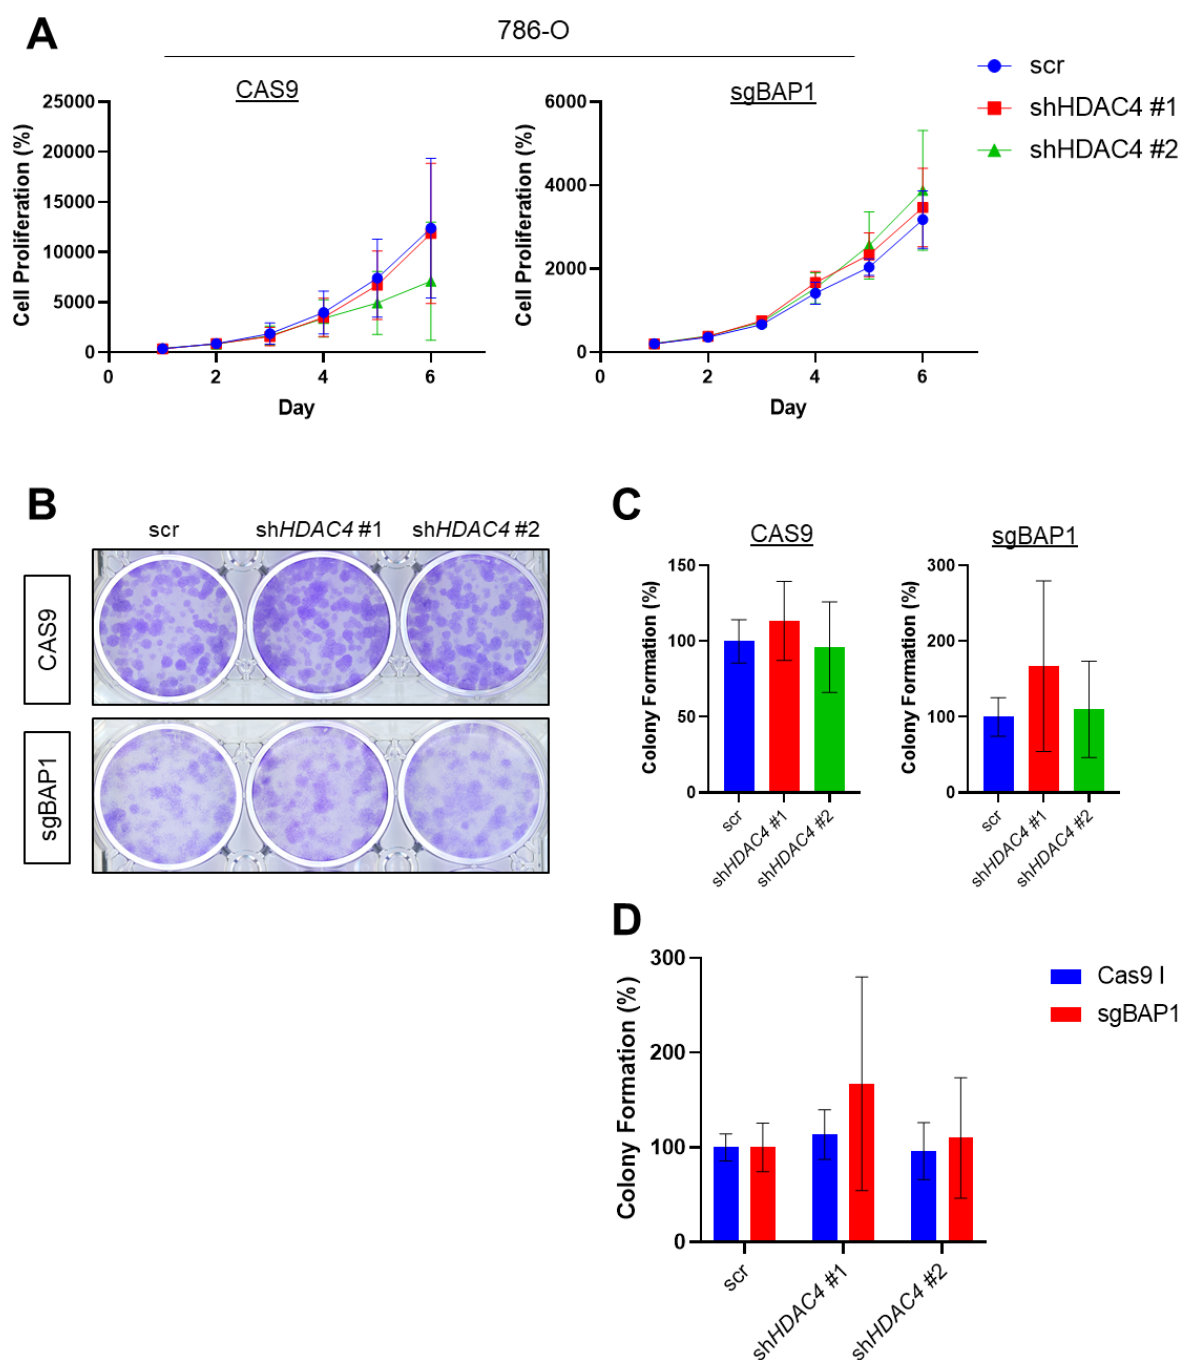 A
786-O
CAS9
sgBAP1
scr
shHDAC4 #1
shHDAC4 #2
Cell Proliferation (%)
25000
20000
15000
10000
5000
0
0 2 4 6
Day
Cell Proliferation (%)
6000
4000
2000
0
0 2 4 6
Day
B
scr shHDAC4 #1 shHDAC4 #2
CAS9
sgBAP1
C
CAS9
Colony Formation (%)
150
100
50
0
scr
shHDAC4 #1
shHDAC4 #2
sgBAP1
Colony Formation (%)
300
200
100
0
scr
shHDAC4 #1
shHDAC4 #2
D
Colony Formation (%)
300
200
100
0
scr
shHDAC4 #1
shHDAC4 #2
Cas9 I
sgBAP1